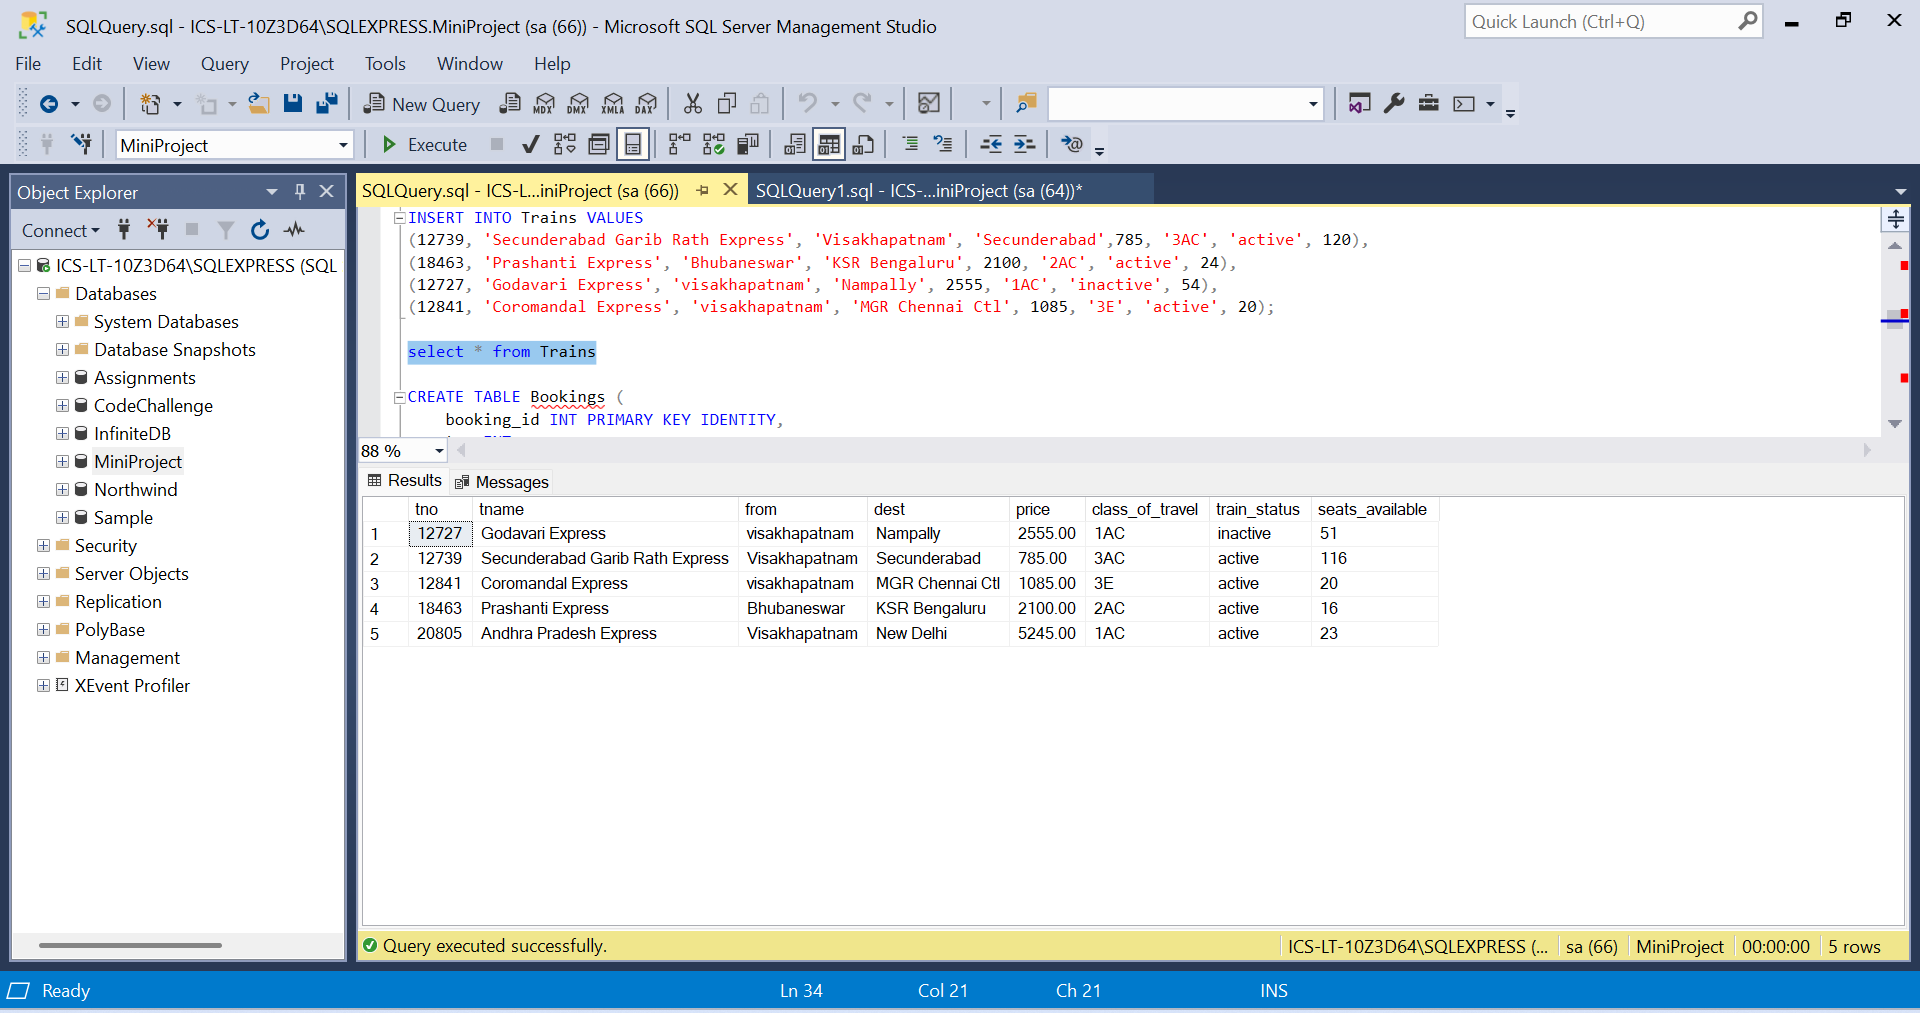 SQLQuery.sql - ICS-LT-10Z3D64\SQLEXPRESS.MiniProject (sa (66)) - Microsoft SQL Server Management Studio
Quick Launch (Ctrl+Q)
File Edit View Query Project Tools Window Help
New Query MDX DMX XMLA DAX
MiniProject Execute
Object Explorer
Connect
ICS-LT-10Z3D64\SQLEXPRESS (SQL
Databases
System Databases
Database Snapshots
Assignments
CodeChallenge
InfiniteDB
MiniProject
Northwind
Sample
Security
Server Objects
Replication
PolyBase
Management
XEvent Profiler
SQLQuery.sql - ICS-L...iniProject (sa (66)) SQLQuery1.sql - ICS-...iniProject (sa (64))*
INSERT INTO Trains VALUES
(12739, 'Secunderabad Garib Rath Express', 'Visakhapatnam', 'Secunderabad',785, '3AC', 'active', 120),
(18463, 'Prashanti Express', 'Bhubaneswar', 'KSR Bengaluru', 2100, '2AC', 'active', 24),
(12727, 'Godavari Express', 'visakhapatnam', 'Nampally', 2555, '1AC', 'inactive', 54),
(12841, 'Coromandal Express', 'visakhapatnam', 'MGR Chennai Ctl', 1085, '3E', 'active', 20);
select * from Trains
CREATE TABLE Bookings (
booking_id INT PRIMARY KEY IDENTITY,
88 %
Results Messages
tno tname from dest price class_of_travel train_status seats_available
1 12727 Godavari Express visakhapatnam Nampally 2555.00 1AC inactive 51
2 12739 Secunderabad Garib Rath Express Visakhapatnam Secunderabad 785.00 3AC active 116
3 12841 Coromandal Express visakhapatnam MGR Chennai Ctl 1085.00 3E active 20
4 18463 Prashanti Express Bhubaneswar KSR Bengaluru 2100.00 2AC active 16
5 20805 Andhra Pradesh Express Visakhapatnam New Delhi 5245.00 1AC active 23
Query executed successfully. ICS-LT-10Z3D64\SQLEXPRESS (... sa (66) MiniProject 00:00:00 5 rows
Ready Ln 34 Col 21 Ch 21 INS